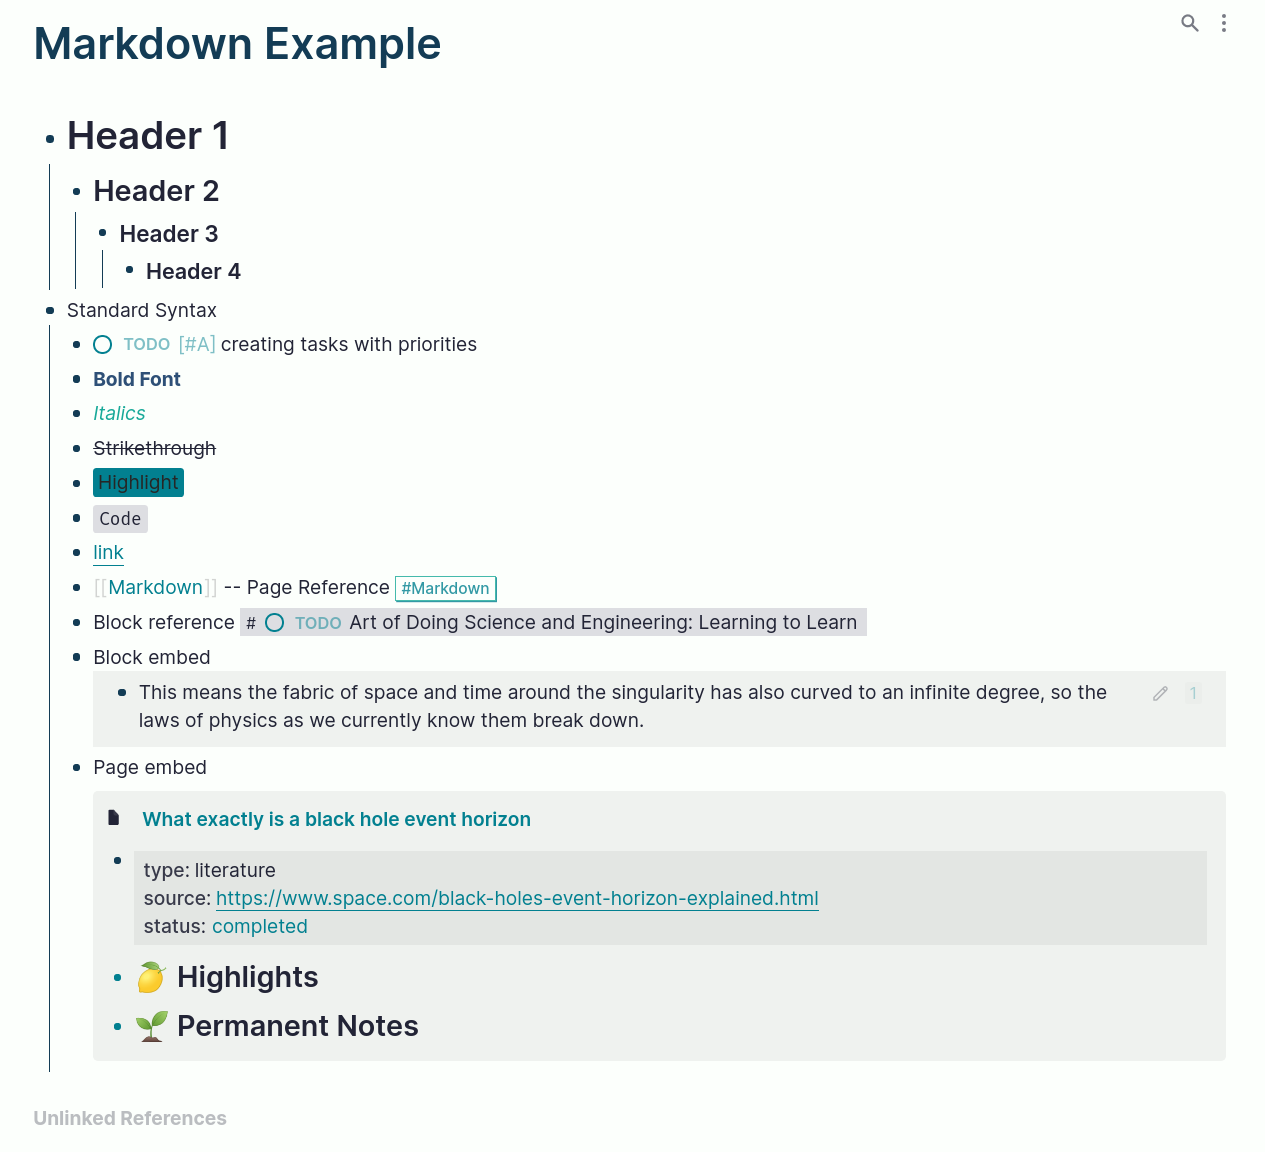 Markdown Example
Header 1
Header 2
Header 3
Header 4
Standard Syntax
TODO [#A] creating tasks with priorities
Bold Font
Italics
Strikethrough
Highlight
Code
link
[[Markdown]] -- Page Reference #Markdown
Block reference # TODO Art of Doing Science and Engineering: Learning to Learn
Block embed
This means the fabric of space and time around the singularity has also curved to an infinite degree, so the 1
laws of physics as we currently know them break down.
Page embed
What exactly is a black hole event horizon
type: literature
source: https://www.space.com/black-holes-event-horizon-explained.html
status: completed
🍋 Highlights
🌱 Permanent Notes
Unlinked References